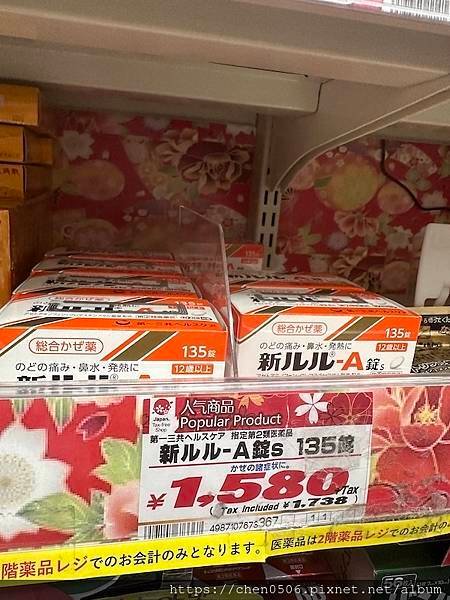 総合かぜ薬
135錠
のどの痛み・鼻水・発熱に
12歳以上
新ルル-A
総合かぜ薬
135錠
のどの痛み・鼻水・発熱に
12歳以上
新ルル-A錠s
Japan.
Tax-free
Shop
人気商品
Popular Product
第一三共ヘルスケア 指定第2類医薬品
新ルル-A錠s 135錠
かぜの諸症状に。
¥1,580+Tax
( Tax Included ¥1,738 )
4987107673367
階薬品レジでのお会計のみとなります。 医薬品は2階薬品レジでのお会計のみ
https://chen0506.pixnet.net/album